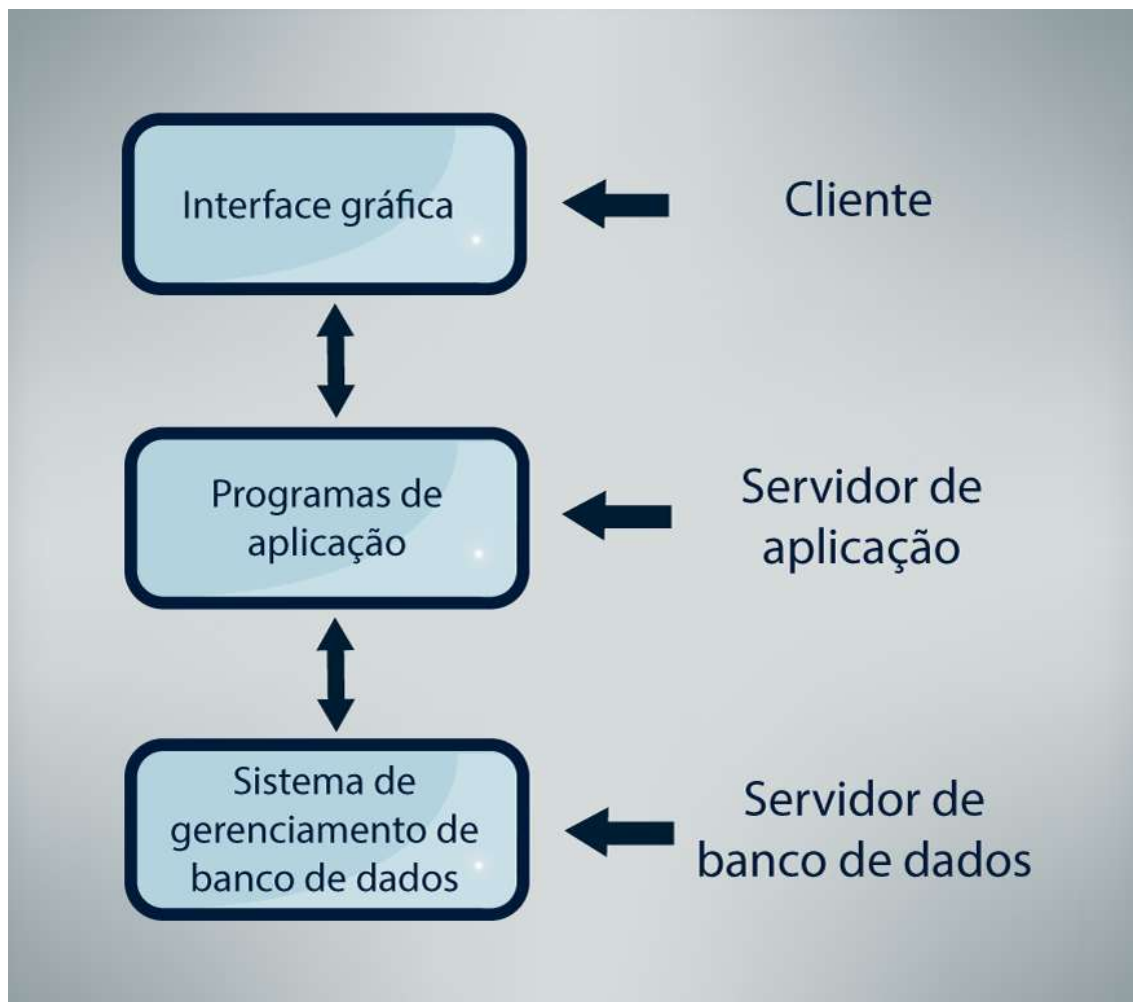 Interface gráfica
Cliente
Programas de
aplicação
Servidor de
aplicação
Sistema de
gerenciamento de
banco de dados
Servidor de
banco de dados